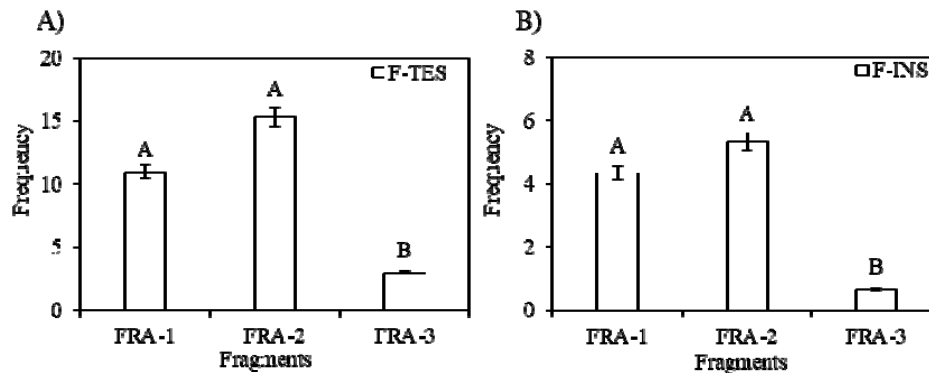 A)
20
15
10
5
0
Frequency
F-TES
A
A
B
FRA-1 FRA-2 FRA-3
Fragments
B)
8
6
4
2
0
Frequency
F-INS
A
A
B
FRA-1 FRA-2 FRA-3
Fragments